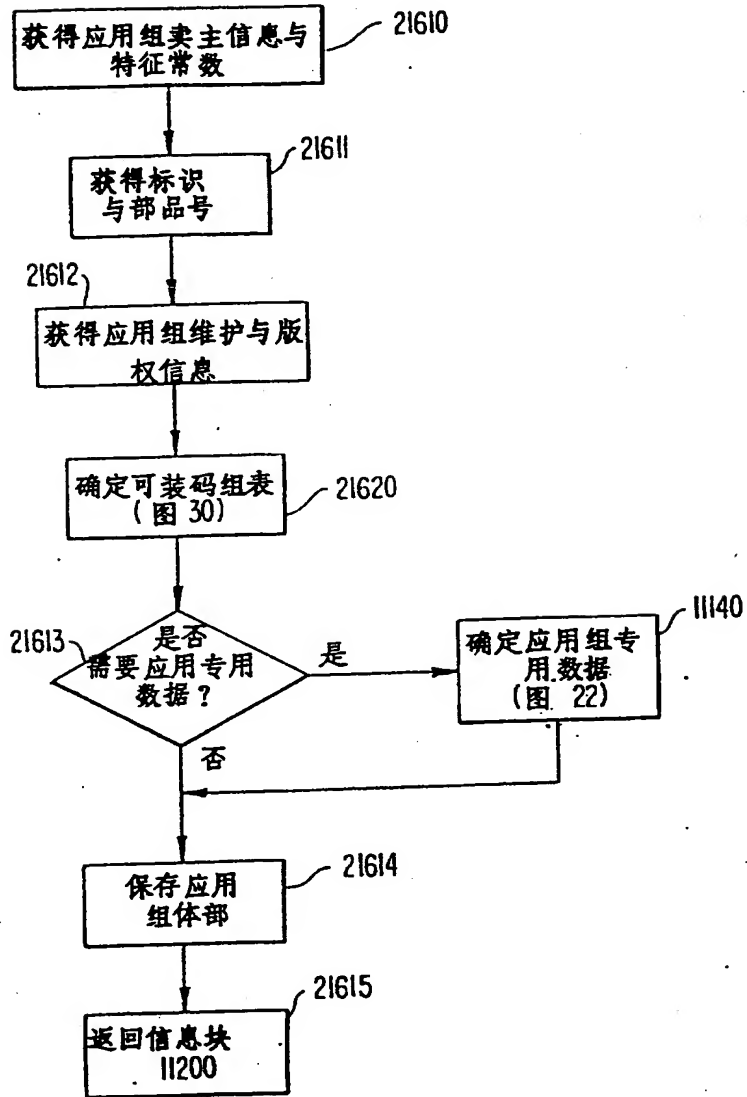 获得应用组卖主信息与
特征常数
21610
获得标识
与部品号
21611
21612
获得应用组维护与版
权信息
确定可装码组表
(图 30)
21620
21613
是否
需要应用专用
数据?
是
11140
确定应用组专
用数据
(图 22)
否
保存应用
组体部
21614
21615
返回信息块
11200